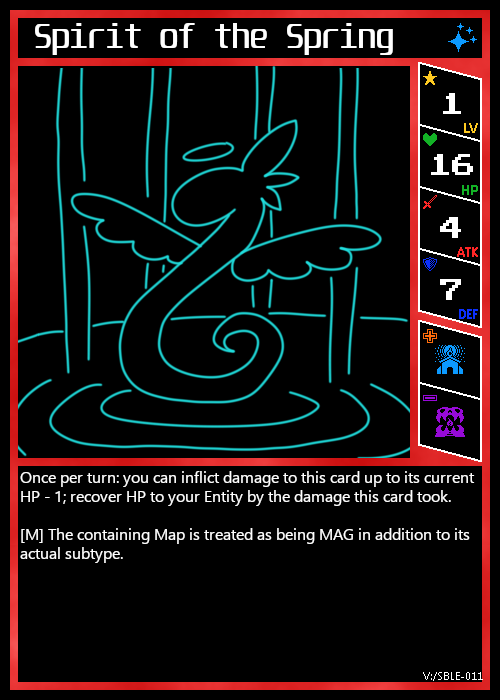 Spirit of the Spring
1
LV
16
HP
4
ATK
7
DEF
Once per turn: you can inflict damage to this card up to its current
HP - 1; recover HP to your Entity by the damage this card took.
[M] The containing Map is treated as being MAG in addition to its
actual subtype.
V:/SBLE-011